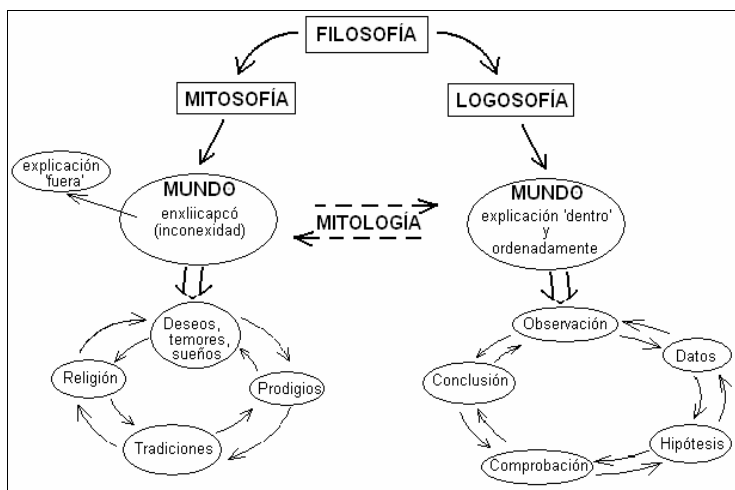 FILOSOFÍA
MITOSOFÍA
LOGOSOFÍA
explicación
'fuera'
MUNDO
enxliicapcó
(inconexidad)
MITOLOGÍA
MUNDO
explicación 'dentro'
y
ordenadamente
Deseos,
temores,
sueños
Religión
Prodigios
Tradiciones
Observación
Datos
Conclusión
Hipótesis
Comprobación